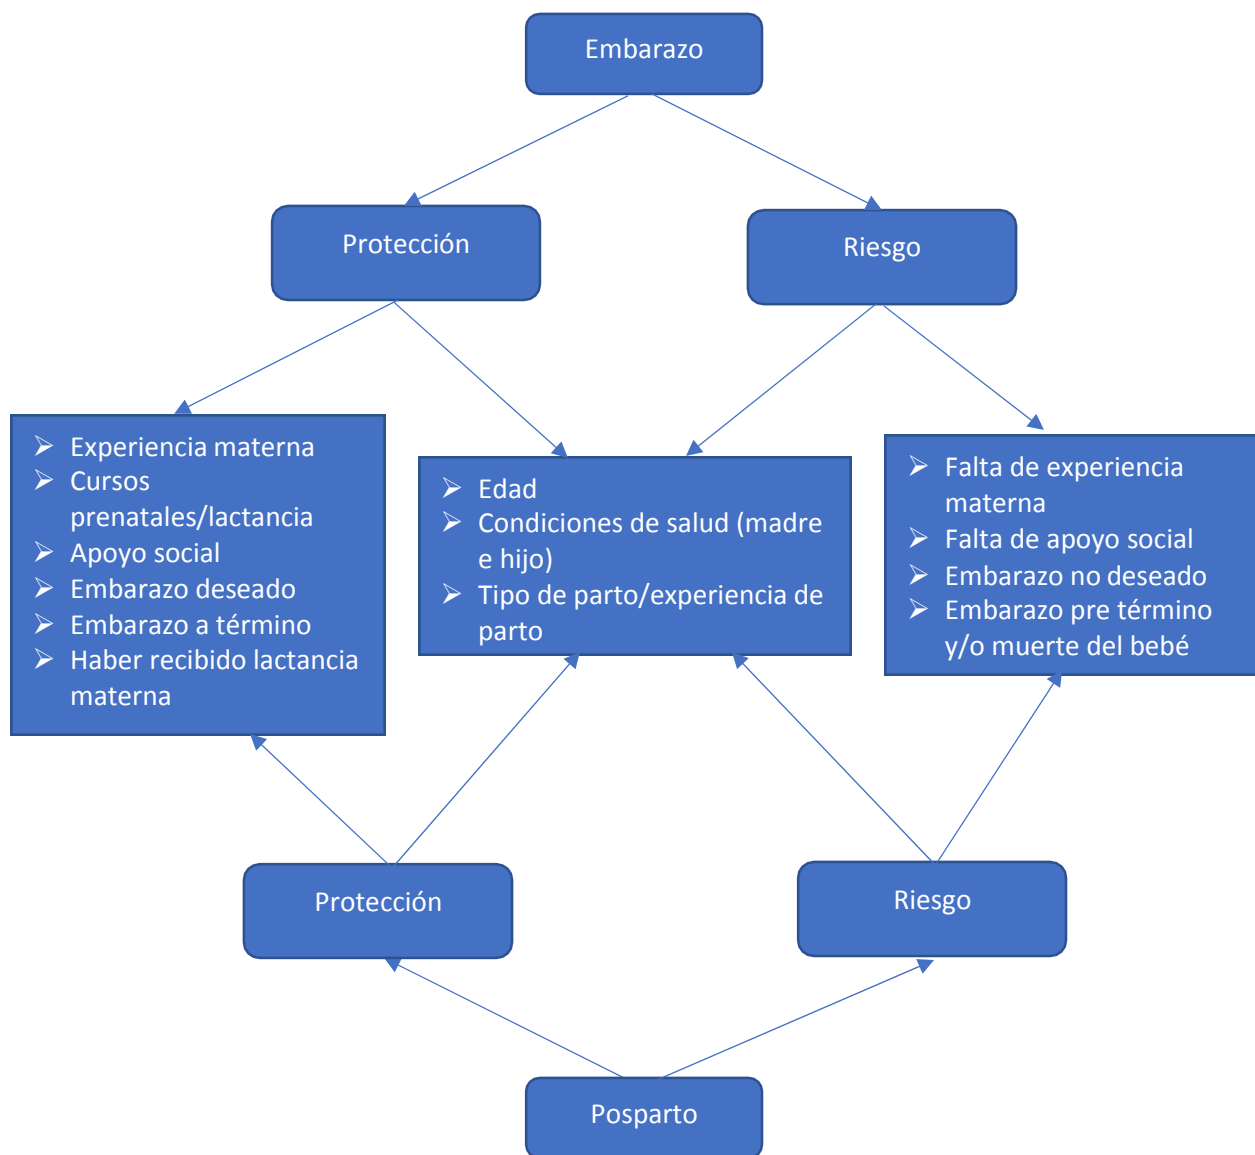 Embarazo
Protección
Riesgo
Experiencia materna
Cursos
prenatales/lactancia
Apoyo social
Embarazo deseado
Embarazo a término
Haber recibido lactancia
materna
Edad
Condiciones de salud (madre
e hijo)
Tipo de parto/experiencia de
parto
Falta de experiencia
materna
Falta de apoyo social
Embarazo no deseado
Embarazo pre término
y/o muerte del bebé
Protección
Riesgo
Posparto